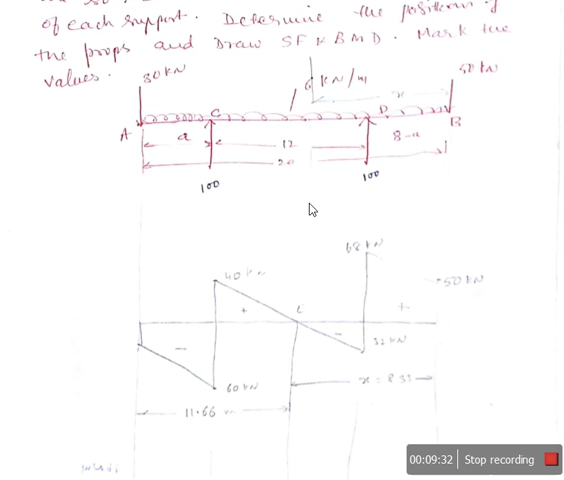 of each support. Determine the position of
the props and Draw SF & BMD. Mark the
values.
30 kN
6 kN/m
50 kN
x
A
C
D
B
a
12
8-a
20
100
100
68 kN
40 kN
50 kN
+
+
-
-
32 kN
60 kN
x = 8.33
11.66 m
00:09:32
Stop recording